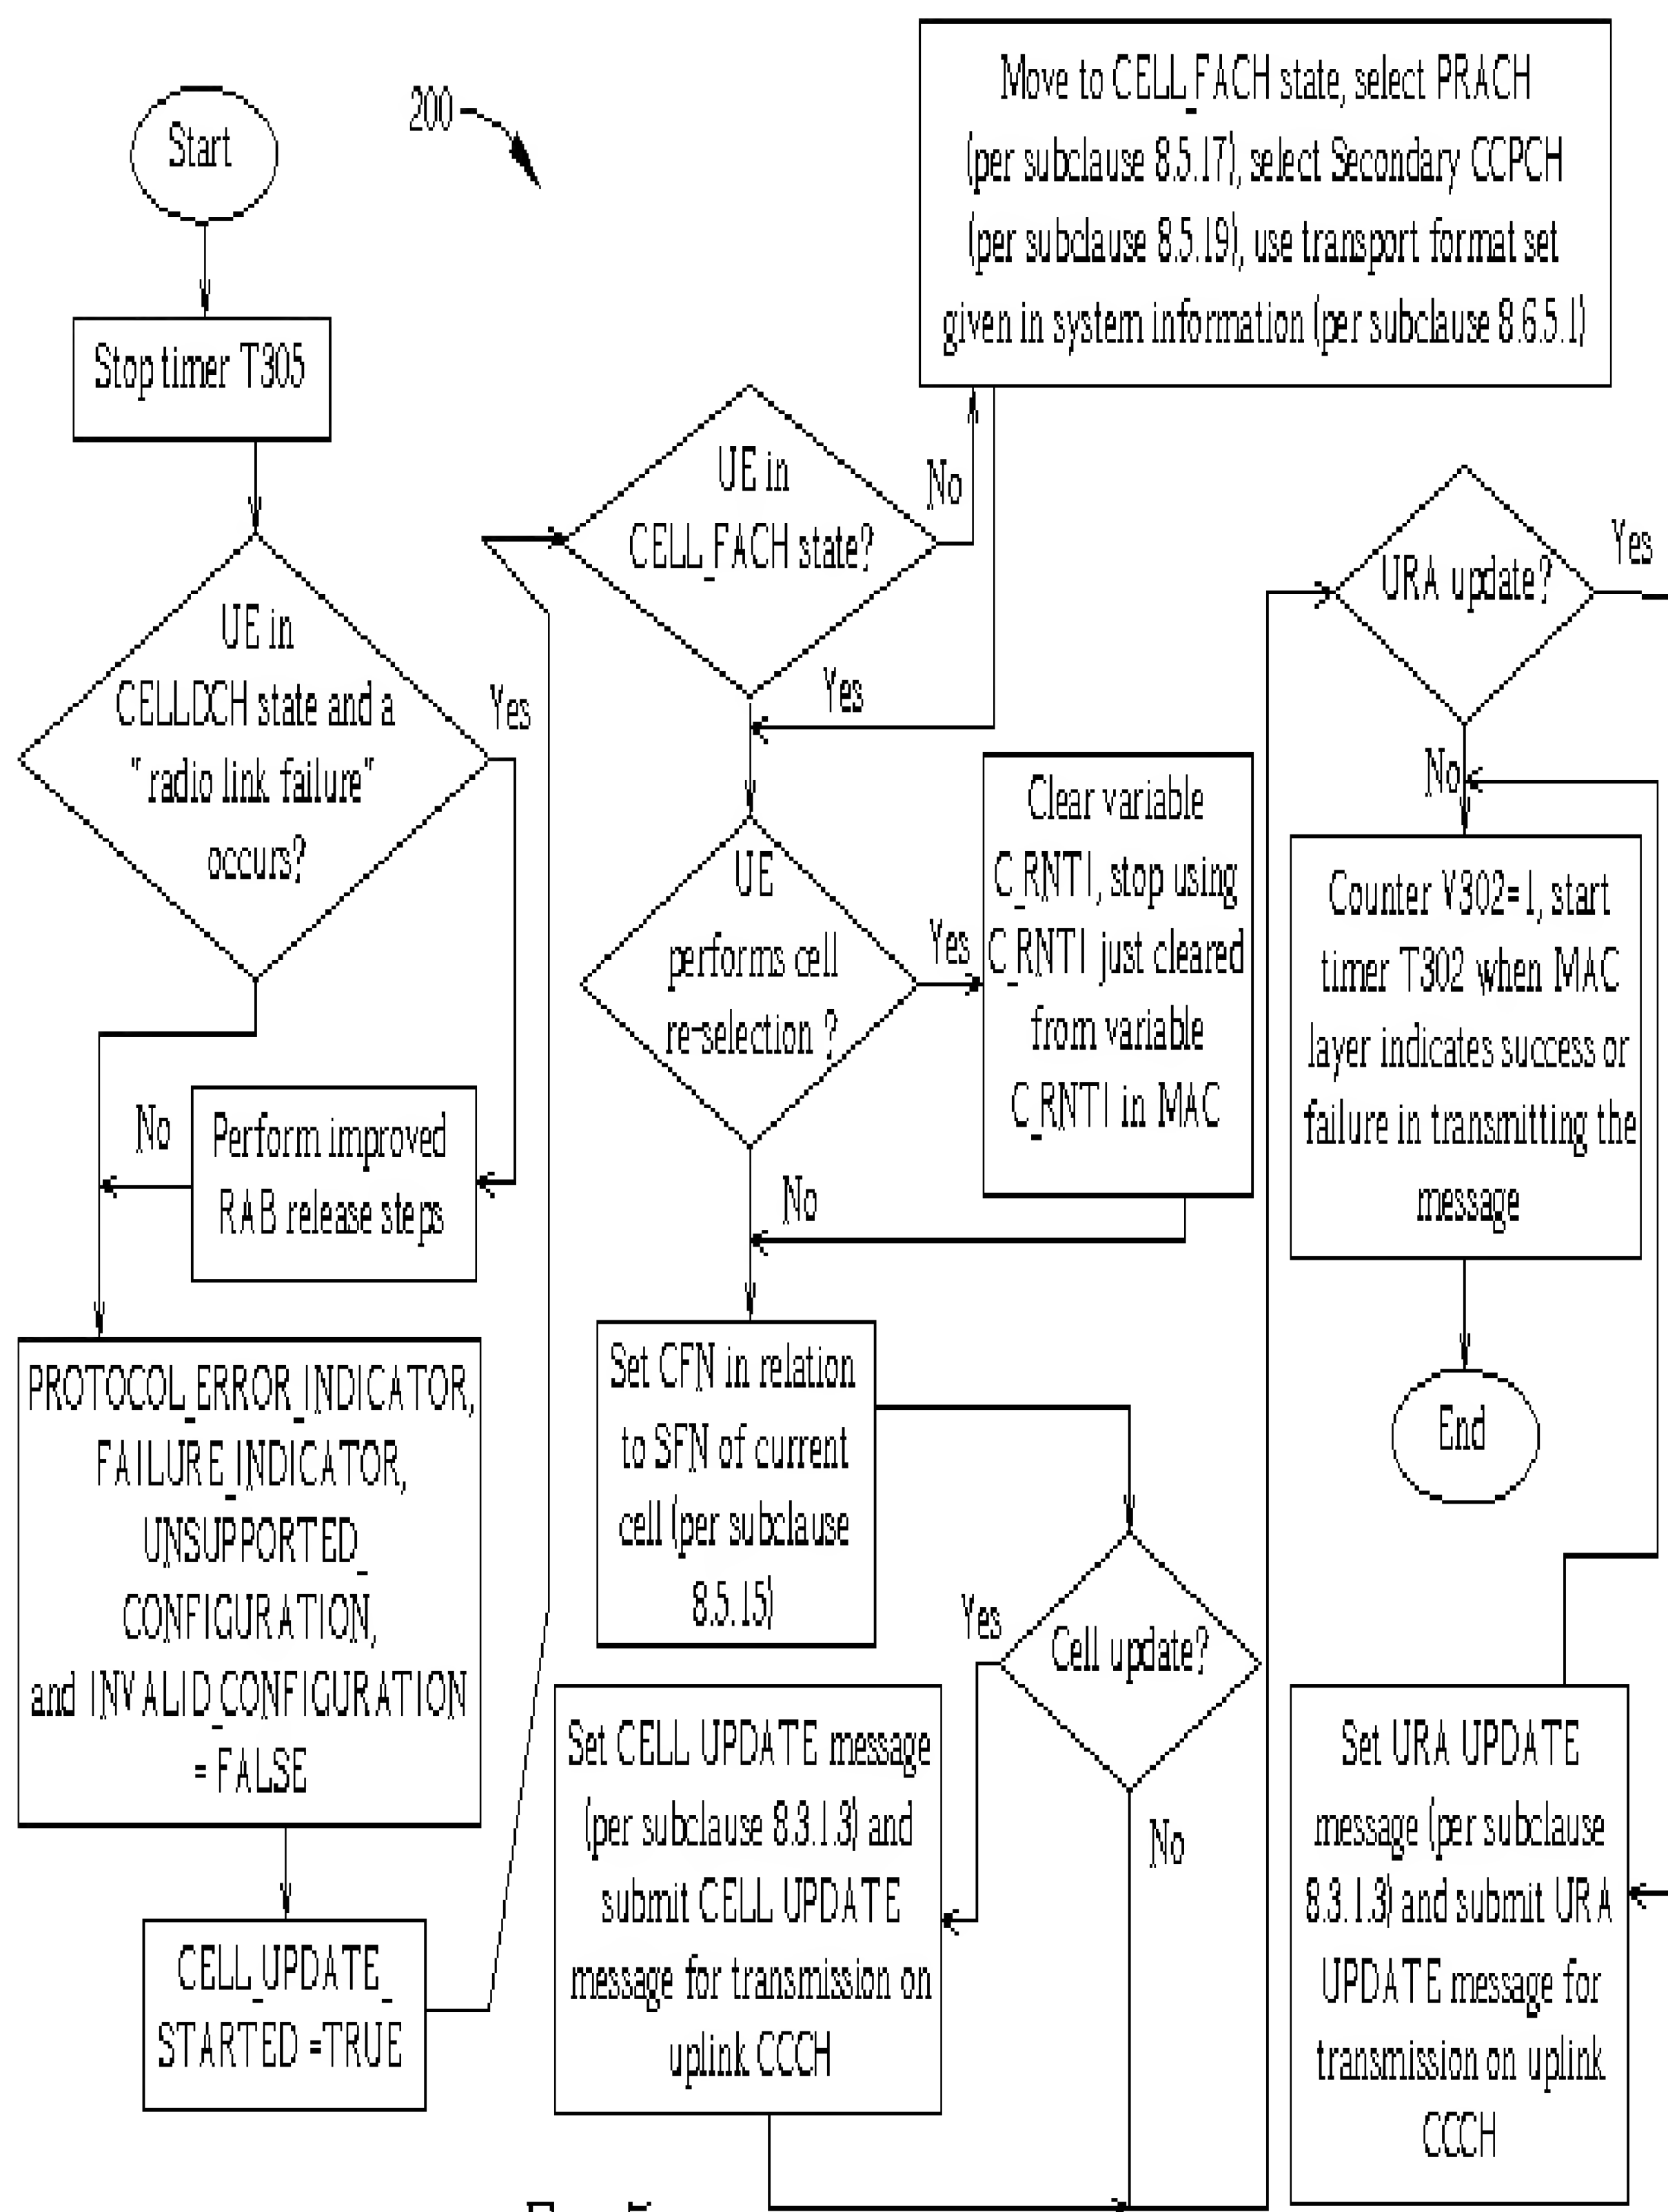 Start
200
Stop timer T305
UE in
CELLDCH state and a
" radio link failure"
occurs?
Yes
No
Perform improved
RAB release steps
PROTOCOL_ERROR_INDICATOR,
FAILURE_INDICATOR,
UNSUPPORTED_
CONFIGURATION,
and INVALID_CONFIGURATION
= FALSE
CELL_UPDATE_
STARTED =TRUE
Move to CELL_FACH state, select PRACH
(per subclause 8.5.17), select Secondary CCPCH
(per subclause 8.5.19), use transport format set
given in system information (per subclause 8.6.5.1)
UE in
CELL_FACH state?
No
Yes
UE
performs cell
re-selection ?
Yes
No
Clear variable
C_RNTI, stop using
C_RNTI just cleared
from variable
C_RNTI in MAC
Set CFN in relation
to SFN of current
cell (per subclause
8.5.15)
Cell update?
Yes
No
Set CELL UPDATE message
(per subclause 8.3.1.3) and
submit CELL UPDATE
message for transmission on
uplink CCCH
URA update?
Yes
No
Counter V302=1, start
timer T302 when MAC
layer indicates success or
failure in transmitting the
message
End
Set URA UPDATE
message (per subclause
8.3.1.3) and submit URA
UPDATE message for
transmission on uplink
CCCH